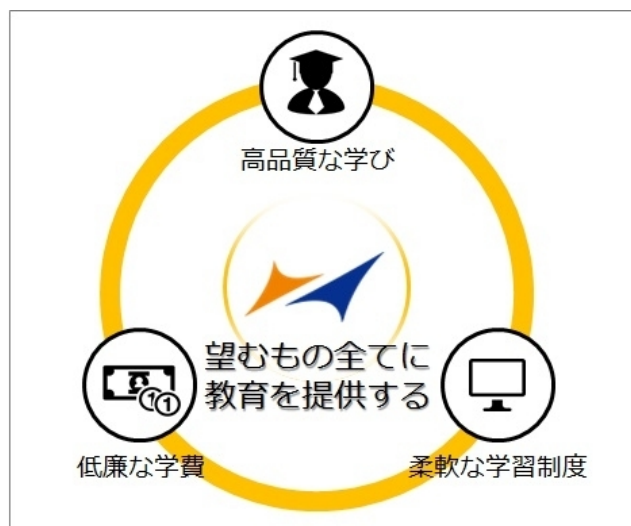 高品質な学び
望むもの全てに
教育を提供する
低廉な学費
柔軟な学習制度